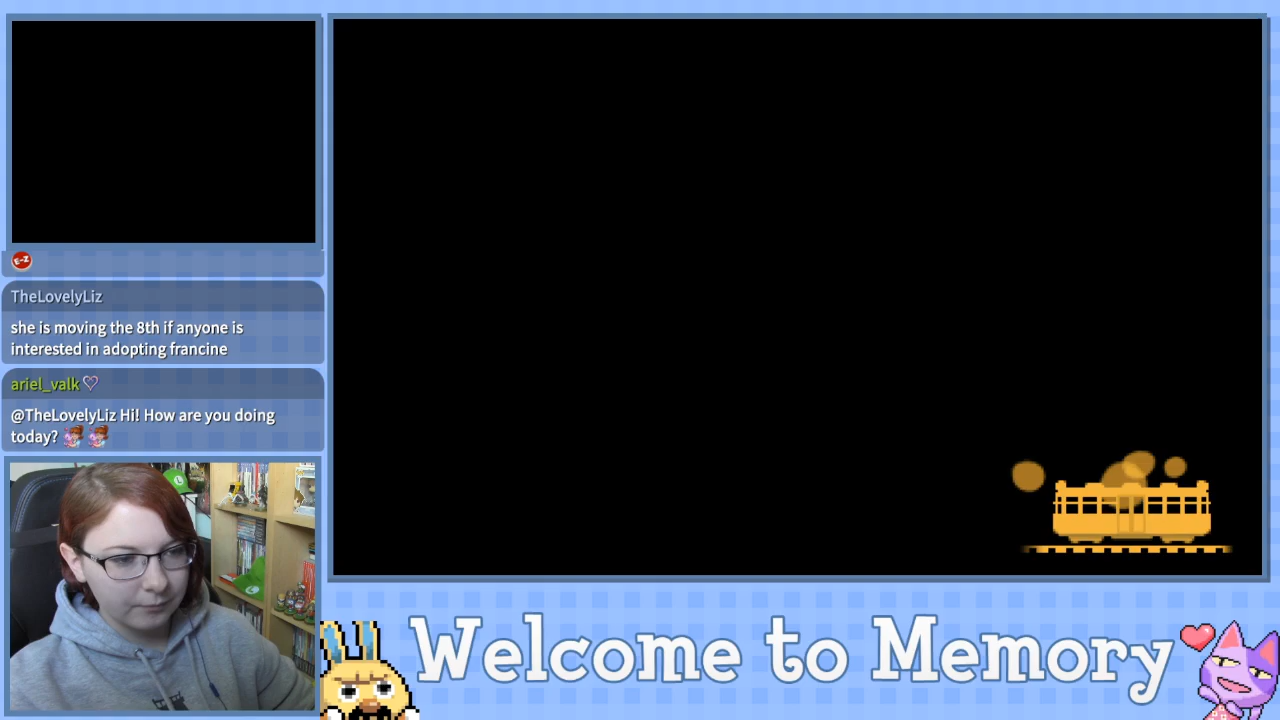 E-Z
TheLovelyLiz
she is moving the 8th if anyone is
interested in adopting francine
ariel_valk
@TheLovelyLiz Hi! How are you doing
today?
Welcome to Memory